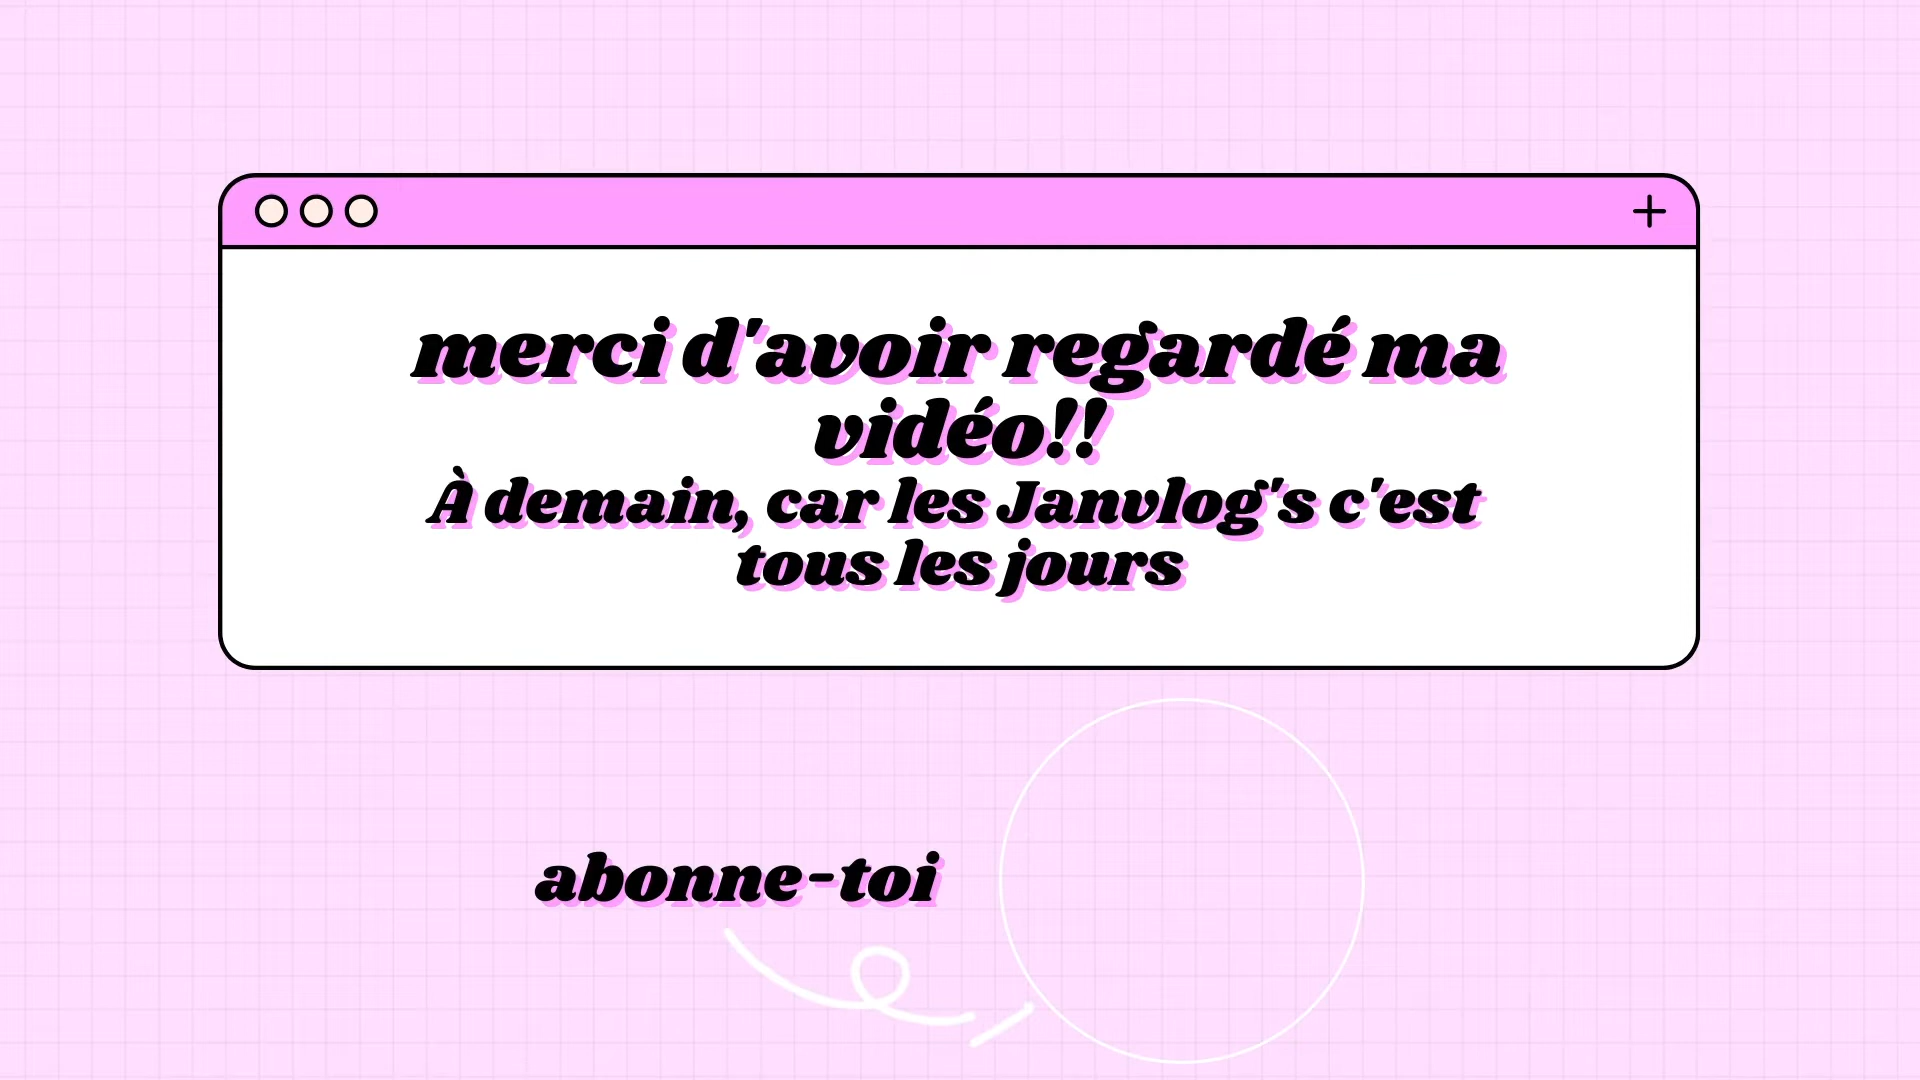 merci d'avoir regardé ma
vidéo!!
À demain, car les Janvlog's c'est
tous les jours
abonne-toi